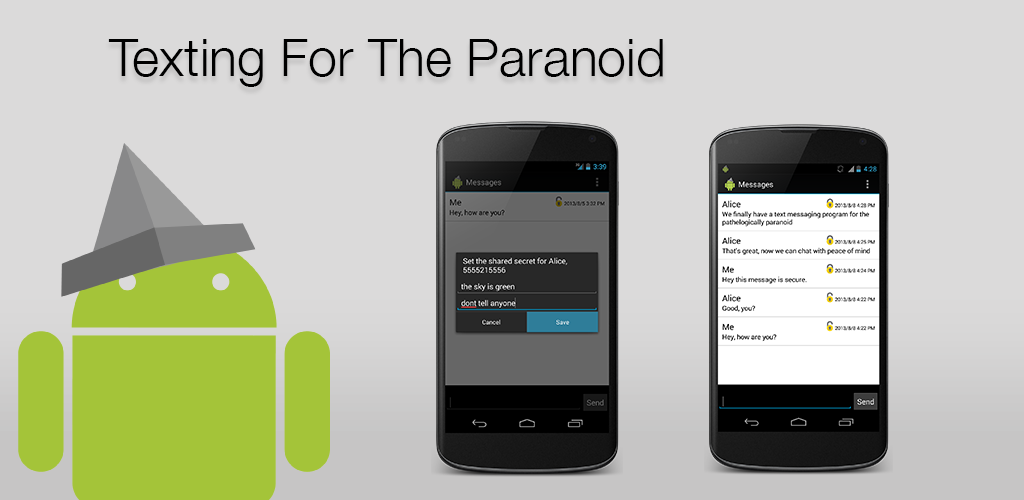 Texting For The Paranoid
3:39
Messages
Me
2013/8/5 3:32 PM
Hey, how are you?
Set the shared secret for Alice,
5555215556
the sky is green
dont tell anyone
Cancel
Save
Send
4:28
Messages
Alice
2013/8/8 4:28 PM
We finally have a text messaging program for the
pathelogically paranoid
Alice
2013/8/8 4:25 PM
That's great, now we can chat with peace of mind
Me
2013/8/8 4:24 PM
Hey this message is secure.
Alice
2013/8/8 4:22 PM
Good, you?
Me
2013/8/8 4:22 PM
Hey, how are you?
Send